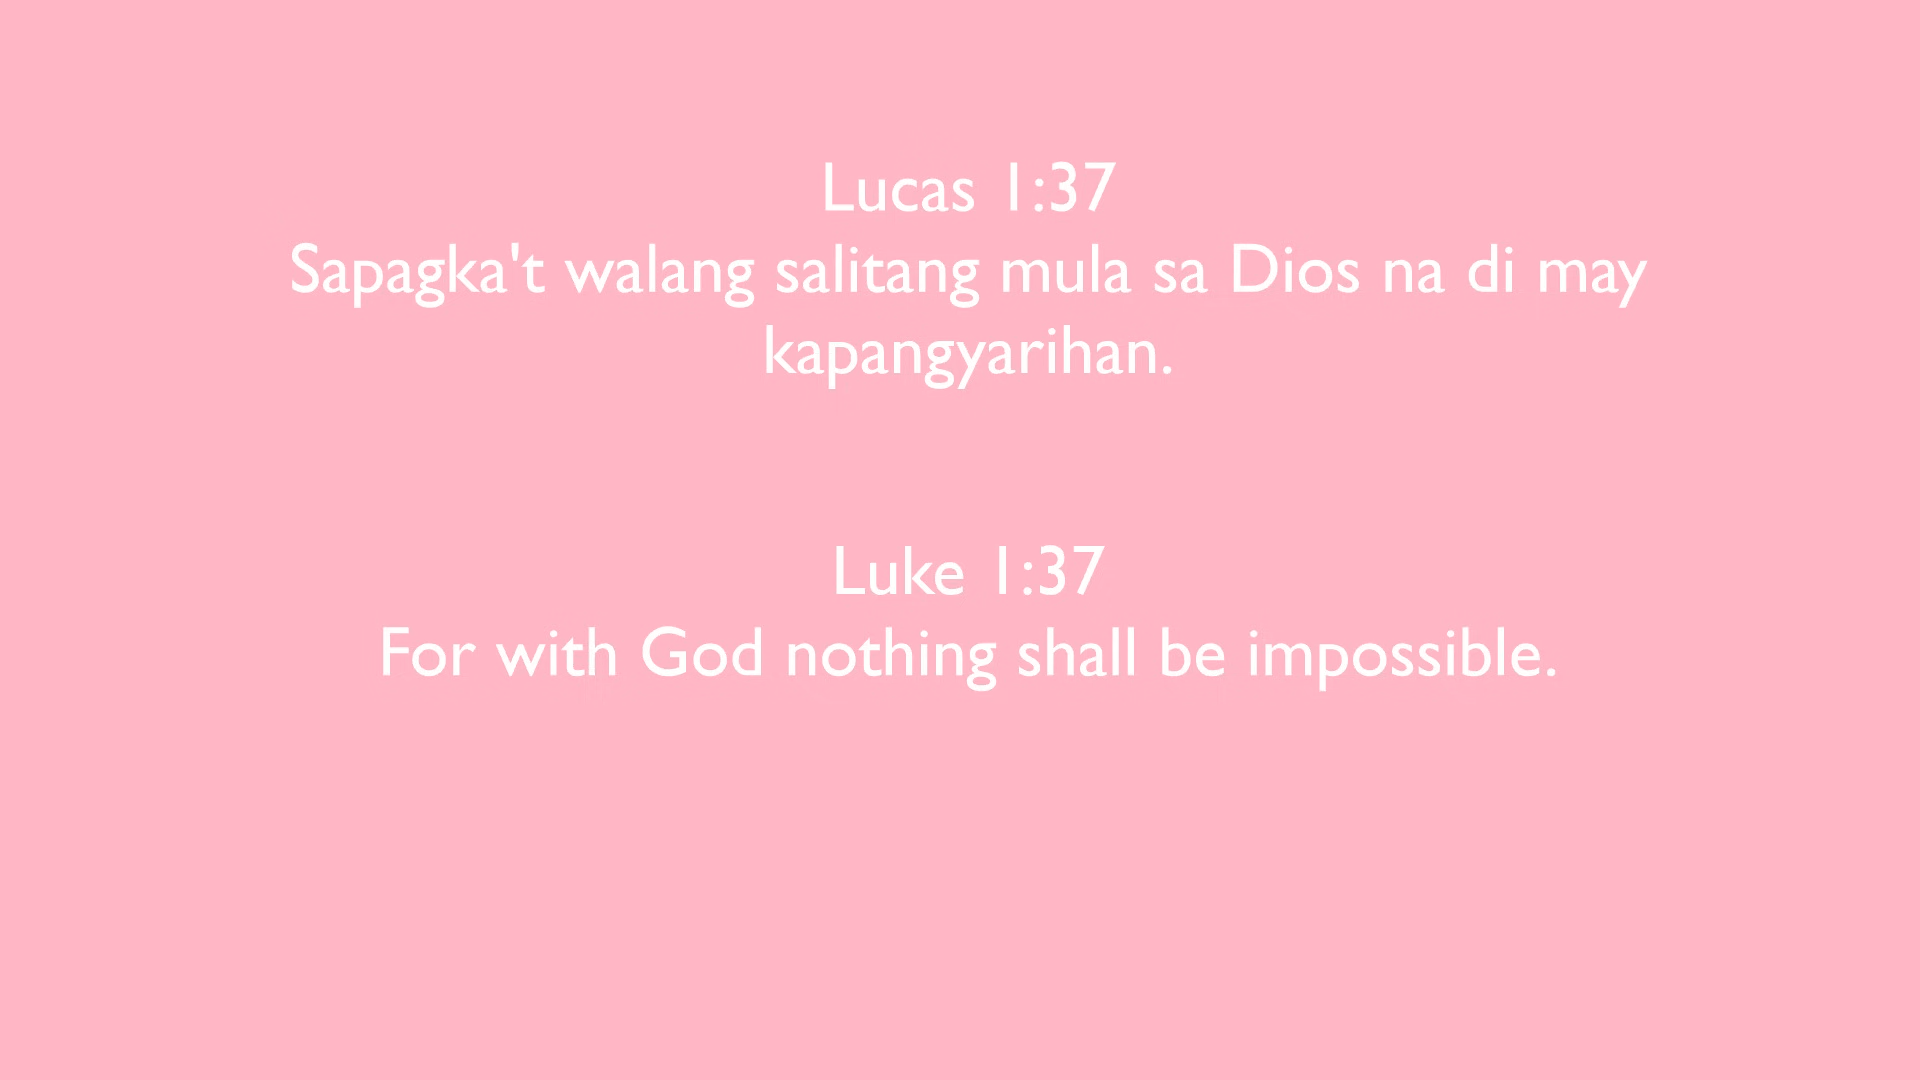 Lucas 1:37
Sapagka't walang salitang mula sa Dios na di may
kapangyarihan.
Luke 1:37
For with God nothing shall be impossible.